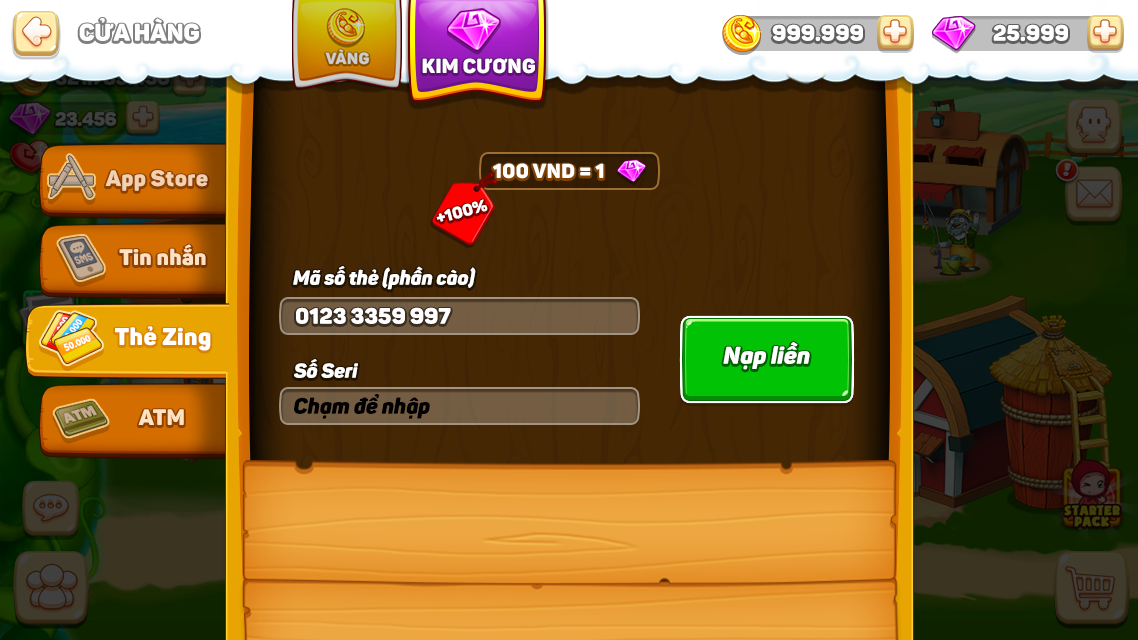 CỬA HÀNG
VÀNG
KIM CƯƠNG
999.999
25.999
23.456
App Store
Tin nhắn
SMS
Thẻ Zing
50.000
ATM
ATM
100 VND = 1
+100%
Mã số thẻ (phần cào)
0123 3359 997
Số Seri
Chạm để nhập
Nạp liền
STARTER
PACK